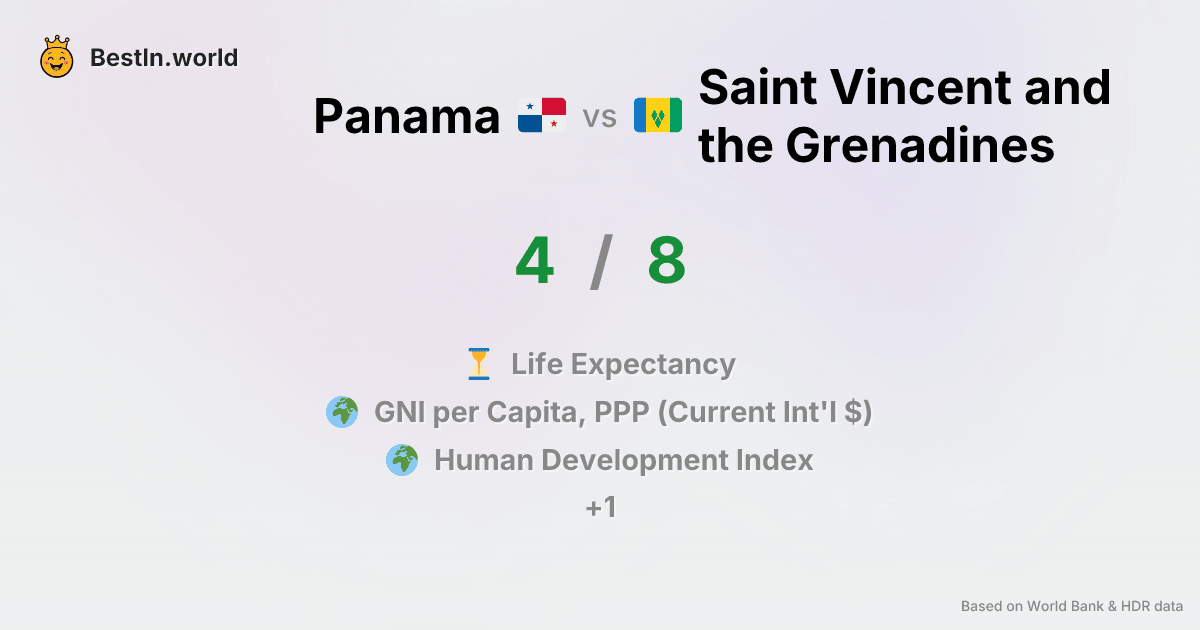 BestIn.world
Panama vs Saint Vincent and
the Grenadines
4 / 8
Life Expectancy
GNI per Capita, PPP (Current Int'l $)
Human Development Index
+1
Based on World Bank & HDR data